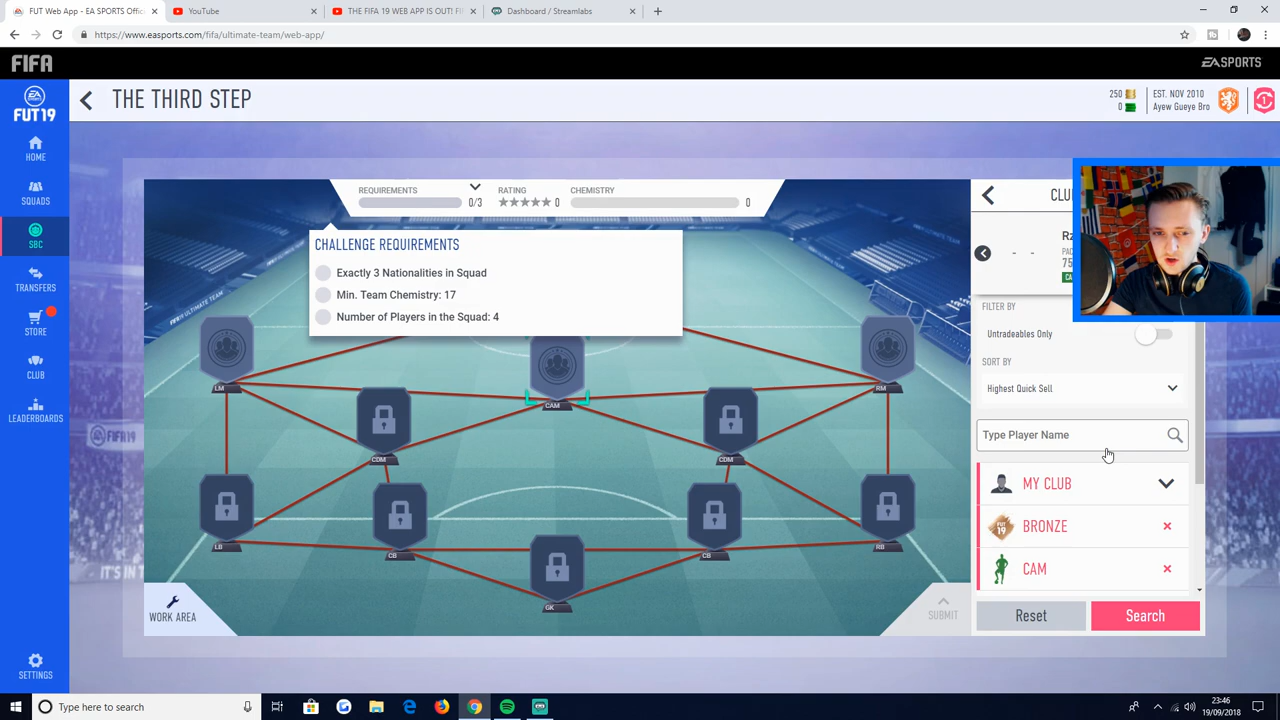 FUT Web App - EA SPORTS Offici
YouTube
THE FIFA 19 WEB APP IS OUT! FI
Dashboard / Streamlabs
https://www.easports.com/fifa/ultimate-team/web-app/
FIFA
EA SPORTS
FUT19
THE THIRD STEP
250
0
EST. NOV 2010
Ayew Gueye Bro
HOME
SQUADS
SBC
TRANSFERS
STORE
CLUB
LEADERBOARDS
SETTINGS
REQUIREMENTS
0/3
RATING
0
CHEMISTRY
0
CHALLENGE REQUIREMENTS
Exactly 3 Nationalities in Squad
Min. Team Chemistry: 17
Number of Players in the Squad: 4
LM
CAM
RM
CDM
CDM
LB
CB
CB
RB
GK
WORK AREA
SUBMIT
CLU
- -
75
FILTER BY
Untradeables Only
SORT BY
Highest Quick Sell
Type Player Name
MY CLUB
BRONZE
CAM
Reset
Search
Type here to search
23:46
19/09/2018